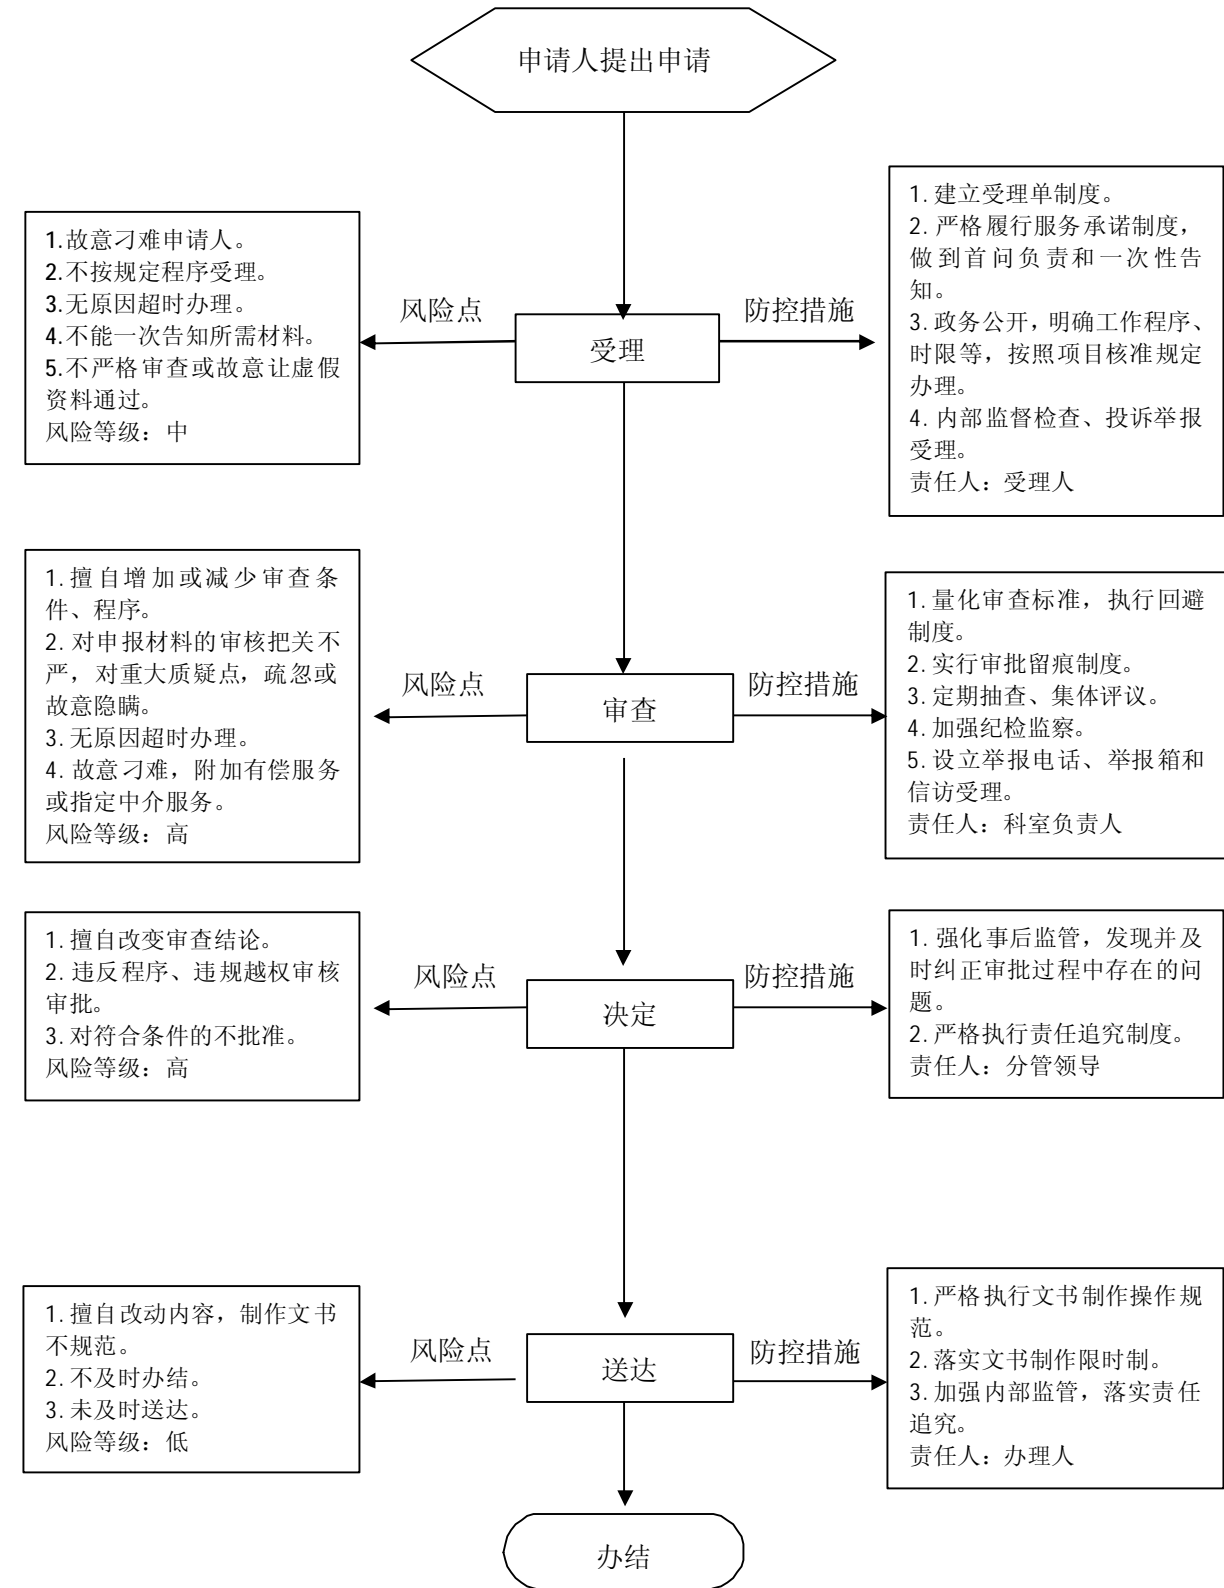 申请人提出申请
1.故意刁难申请人。
2.不按规定程序受理。
3.无原因超时办理。
4.不能一次告知所需材料。
5.不严格审查或故意让虚假
资料通过。
风险等级：中
风险点
受理
防控措施
1.建立受理单制度。
2.严格履行服务承诺制度，
做到首问负责和一次性告
知。
3.政务公开，明确工作程序、
时限等，按照项目核准规定
办理。
4.内部监督检查、投诉举报
受理。
责任人：受理人
1.擅自增加或减少审查条
件、程序。
2.对申报材料的审核把关不
严，对重大质疑点，疏忽或
故意隐瞒。
3.无原因超时办理。
4.故意刁难，附加有偿服务
或指定中介服务。
风险等级：高
风险点
审查
防控措施
1.量化审查标准，执行回避
制度。
2.实行审批留痕制度。
3.定期抽查、集体评议。
4.加强纪检监察。
5.设立举报电话、举报箱和
信访受理。
责任人：科室负责人
1.擅自改变审查结论。
2.违反程序、违规越权审核
审批。
3.对符合条件的不批准。
风险等级：高
风险点
决定
防控措施
1.强化事后监管，发现并及
时纠正审批过程中存在的问
题。
2.严格执行责任追究制度。
责任人：分管领导
1.擅自改动内容，制作文书
不规范。
2.不及时办结。
3.未及时送达。
风险等级：低
风险点
送达
防控措施
1.严格执行文书制作操作规
范。
2.落实文书制作限时制。
3.加强内部监管，落实责任
追究。
责任人：办理人
办结